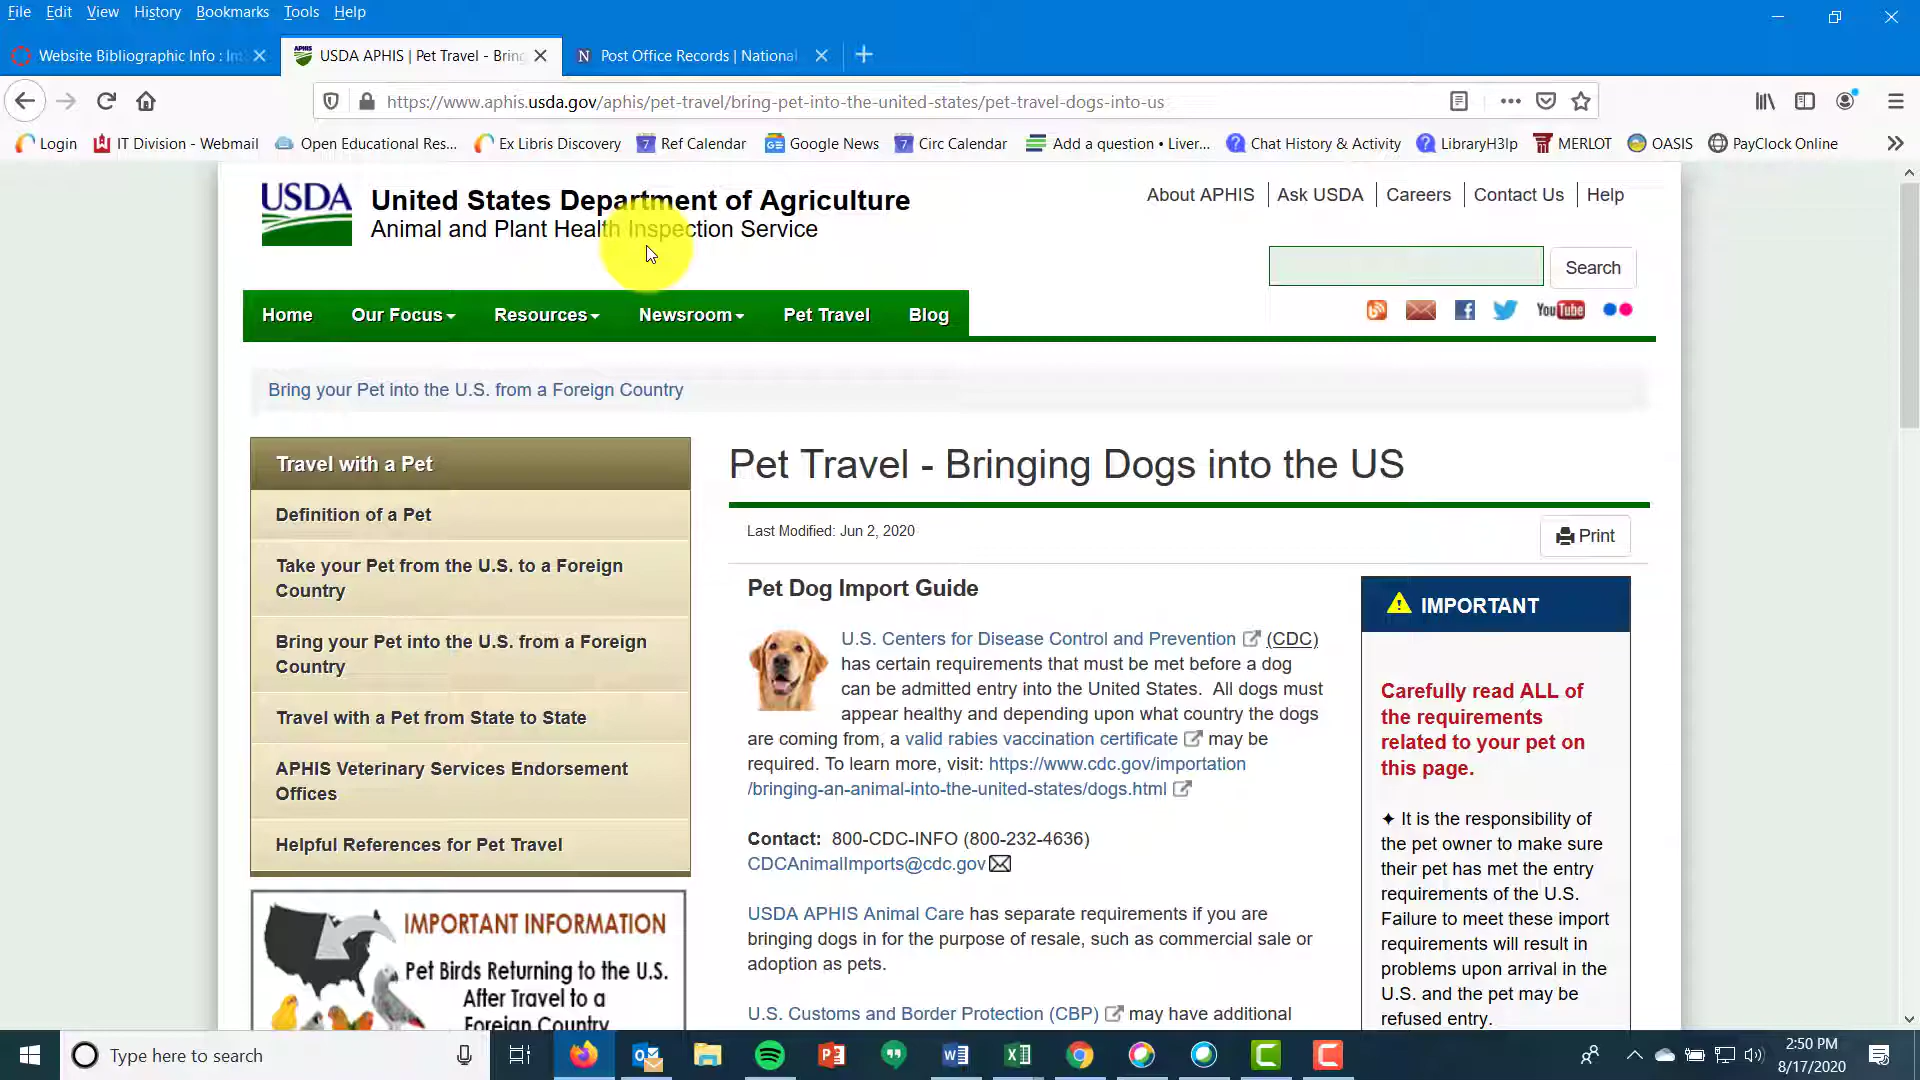 File Edit View History Bookmarks Tools Help
Website Bibliographic Info : Im
USDA APHIS | Pet Travel - Bring
Post Office Records | National
https://www.aphis.usda.gov/aphis/pet-travel/bring-pet-into-the-united-states/pet-travel-dogs-into-us
Login IT Division - Webmail Open Educational Res... Ex Libris Discovery 7 Ref Calendar Google News 7 Circ Calendar Add a question • Liver... Chat History & Activity LibraryH3lp MERLOT OASIS PayClock Online
USDA
United States Department of Agriculture
Animal and Plant Health Inspection Service
About APHIS Ask USDA Careers Contact Us Help
Search
YouTube
Home Our Focus Resources Newsroom Pet Travel Blog
Bring your Pet into the U.S. from a Foreign Country
Travel with a Pet
Definition of a Pet
Take your Pet from the U.S. to a Foreign
Country
Bring your Pet into the U.S. from a Foreign
Country
Travel with a Pet from State to State
APHIS Veterinary Services Endorsement
Offices
Helpful References for Pet Travel
IMPORTANT INFORMATION
Pet Birds Returning to the U.S.
After Travel to a
Foreign Country
Pet Travel - Bringing Dogs into the US
Last Modified: Jun 2, 2020
Print
Pet Dog Import Guide
U.S. Centers for Disease Control and Prevention (CDC)
has certain requirements that must be met before a dog
can be admitted entry into the United States. All dogs must
appear healthy and depending upon what country the dogs
are coming from, a valid rabies vaccination certificate may be
required. To learn more, visit: https://www.cdc.gov/importation
/bringing-an-animal-into-the-united-states/dogs.html
Contact: 800-CDC-INFO (800-232-4636)
CDCAnimalImports@cdc.gov
USDA APHIS Animal Care has separate requirements if you are
bringing dogs in for the purpose of resale, such as commercial sale or
adoption as pets.
U.S. Customs and Border Protection (CBP) may have additional
IMPORTANT
Carefully read ALL of
the requirements
related to your pet on
this page.
✦ It is the responsibility of
the pet owner to make sure
their pet has met the entry
requirements of the U.S.
Failure to meet these import
requirements will result in
problems upon arrival in the
U.S. and the pet may be
refused entry.
Type here to search
2:50 PM
8/17/2020